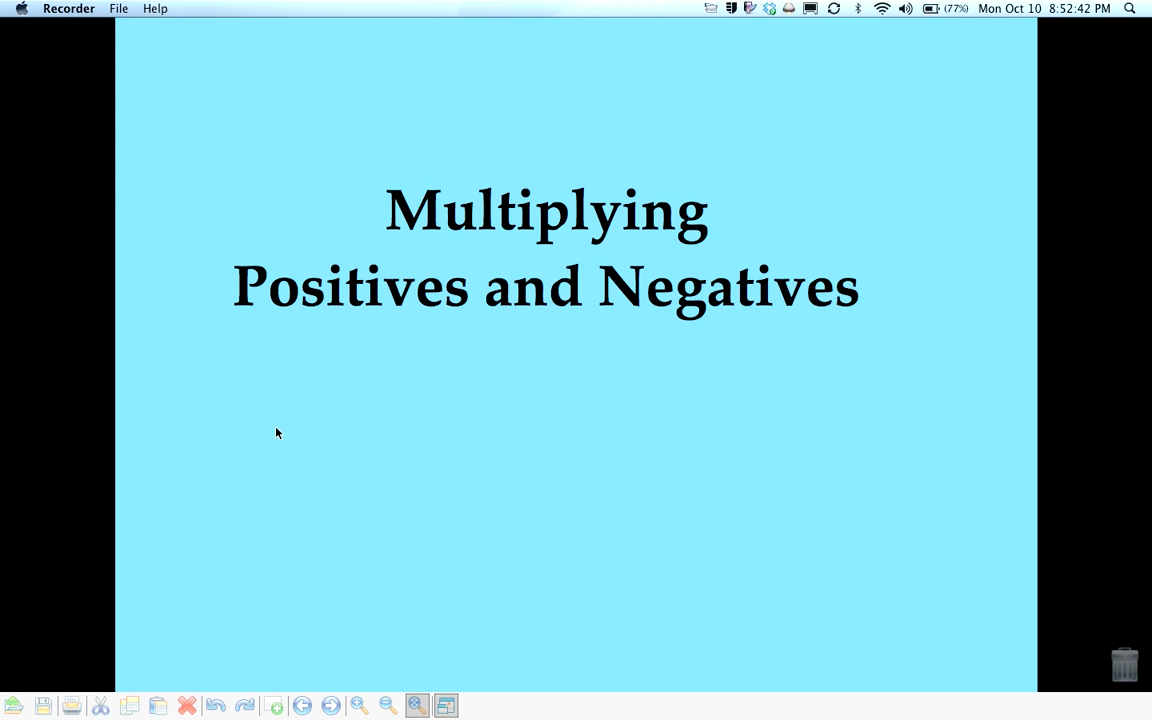 Recorder File Help (77%) Mon Oct 10 8:52:42 PM
Multiplying
Positives and Negatives